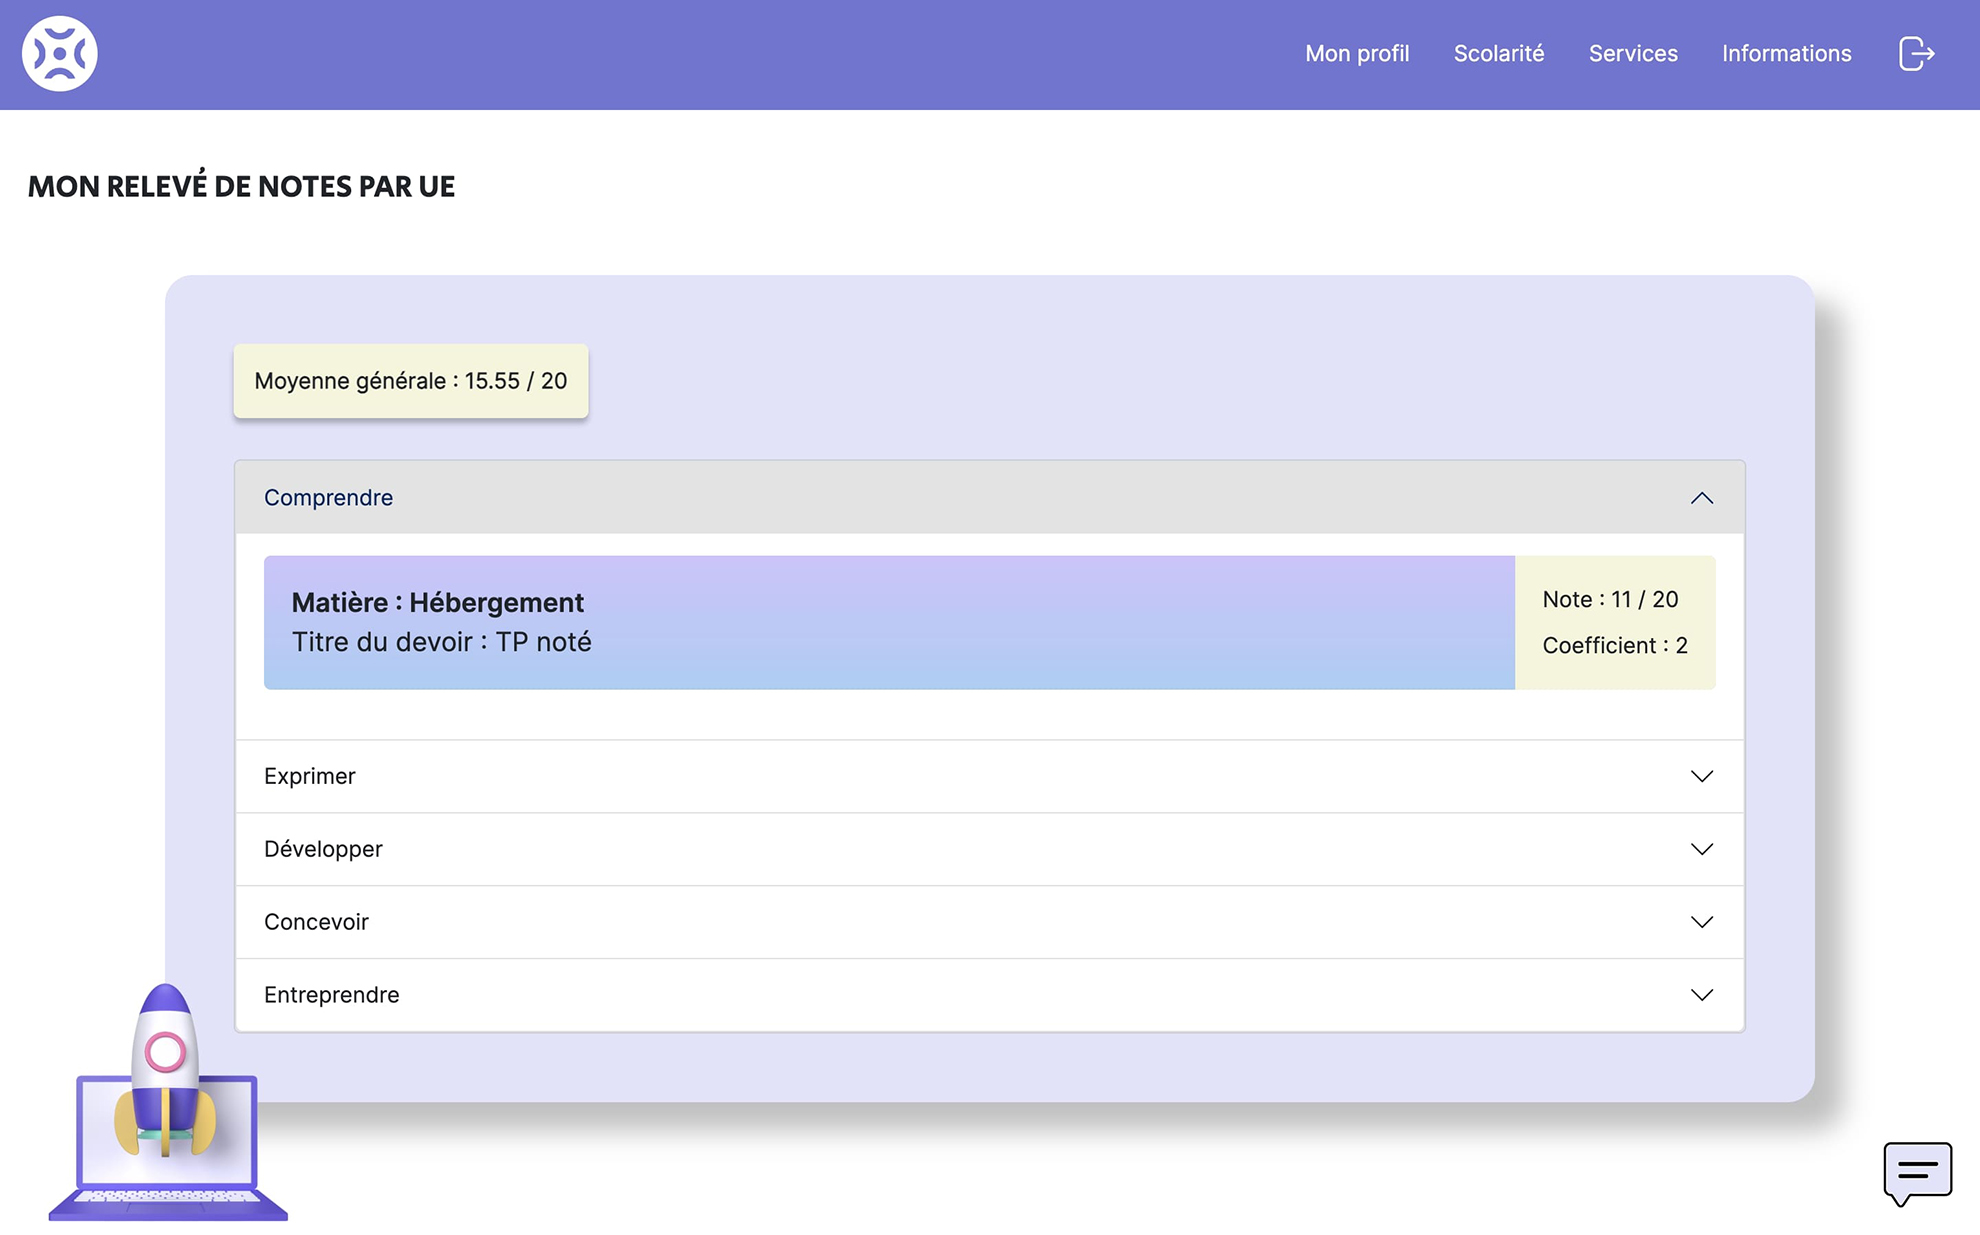 Mon profil
Scolarité
Services
Informations
MON RELEVÉ DE NOTES PAR UE
Moyenne générale : 15.55 / 20
Comprendre
Matière : Hébergement
Titre du devoir : TP noté
Note : 11 / 20
Coefficient : 2
Exprimer
Développer
Concevoir
Entreprendre